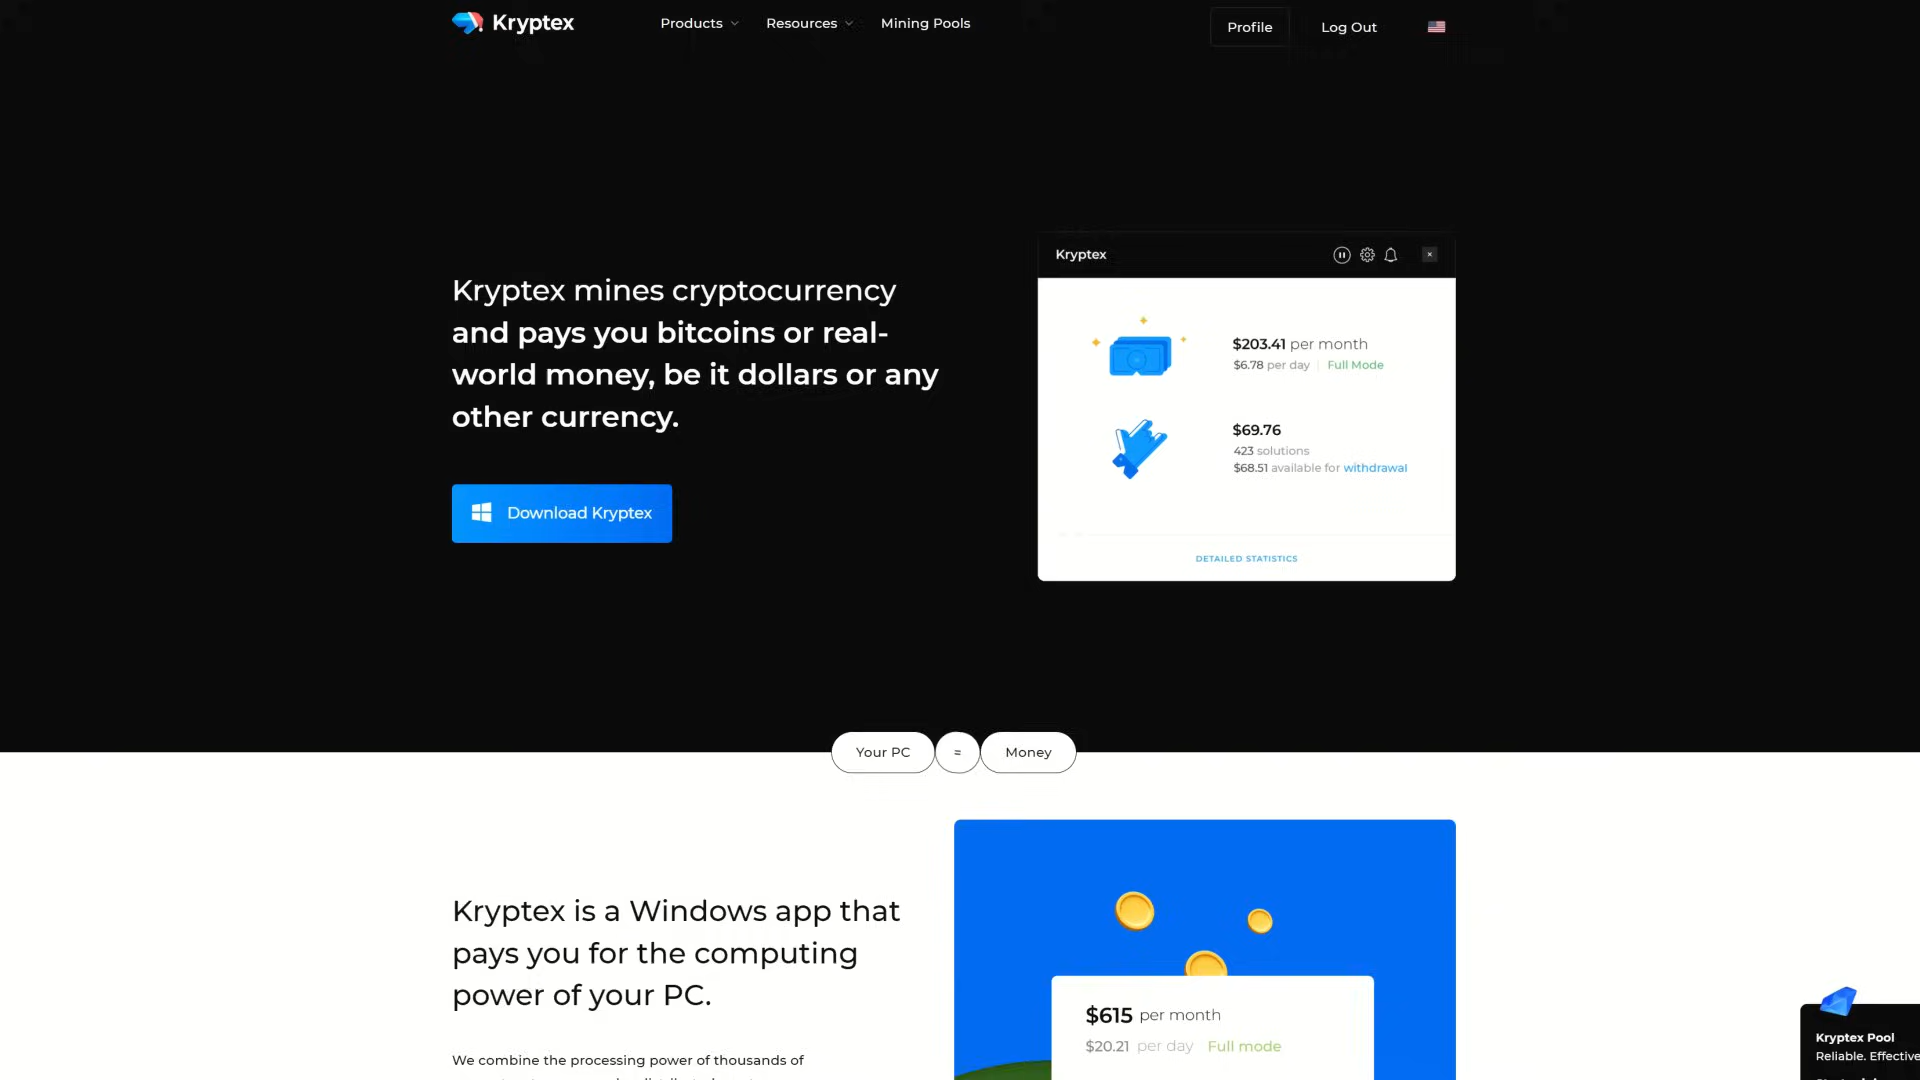 Kryptex
Products
Resources
Mining Pools
Profile
Log Out
Kryptex mines cryptocurrency
and pays you bitcoins or real-
world money, be it dollars or any
other currency.
Download Kryptex
Kryptex
$203.41 per month
$6.78 per day | Full Mode
$69.76
423 solutions
$68.51 available for withdrawal
DETAILED STATISTICS
Your PC
≈
Money
Kryptex is a Windows app that
pays you for the computing
power of your PC.
We combine the processing power of thousands of
$615 per month
$20.21 per day Full mode
Kryptex Pool
Reliable. Effective